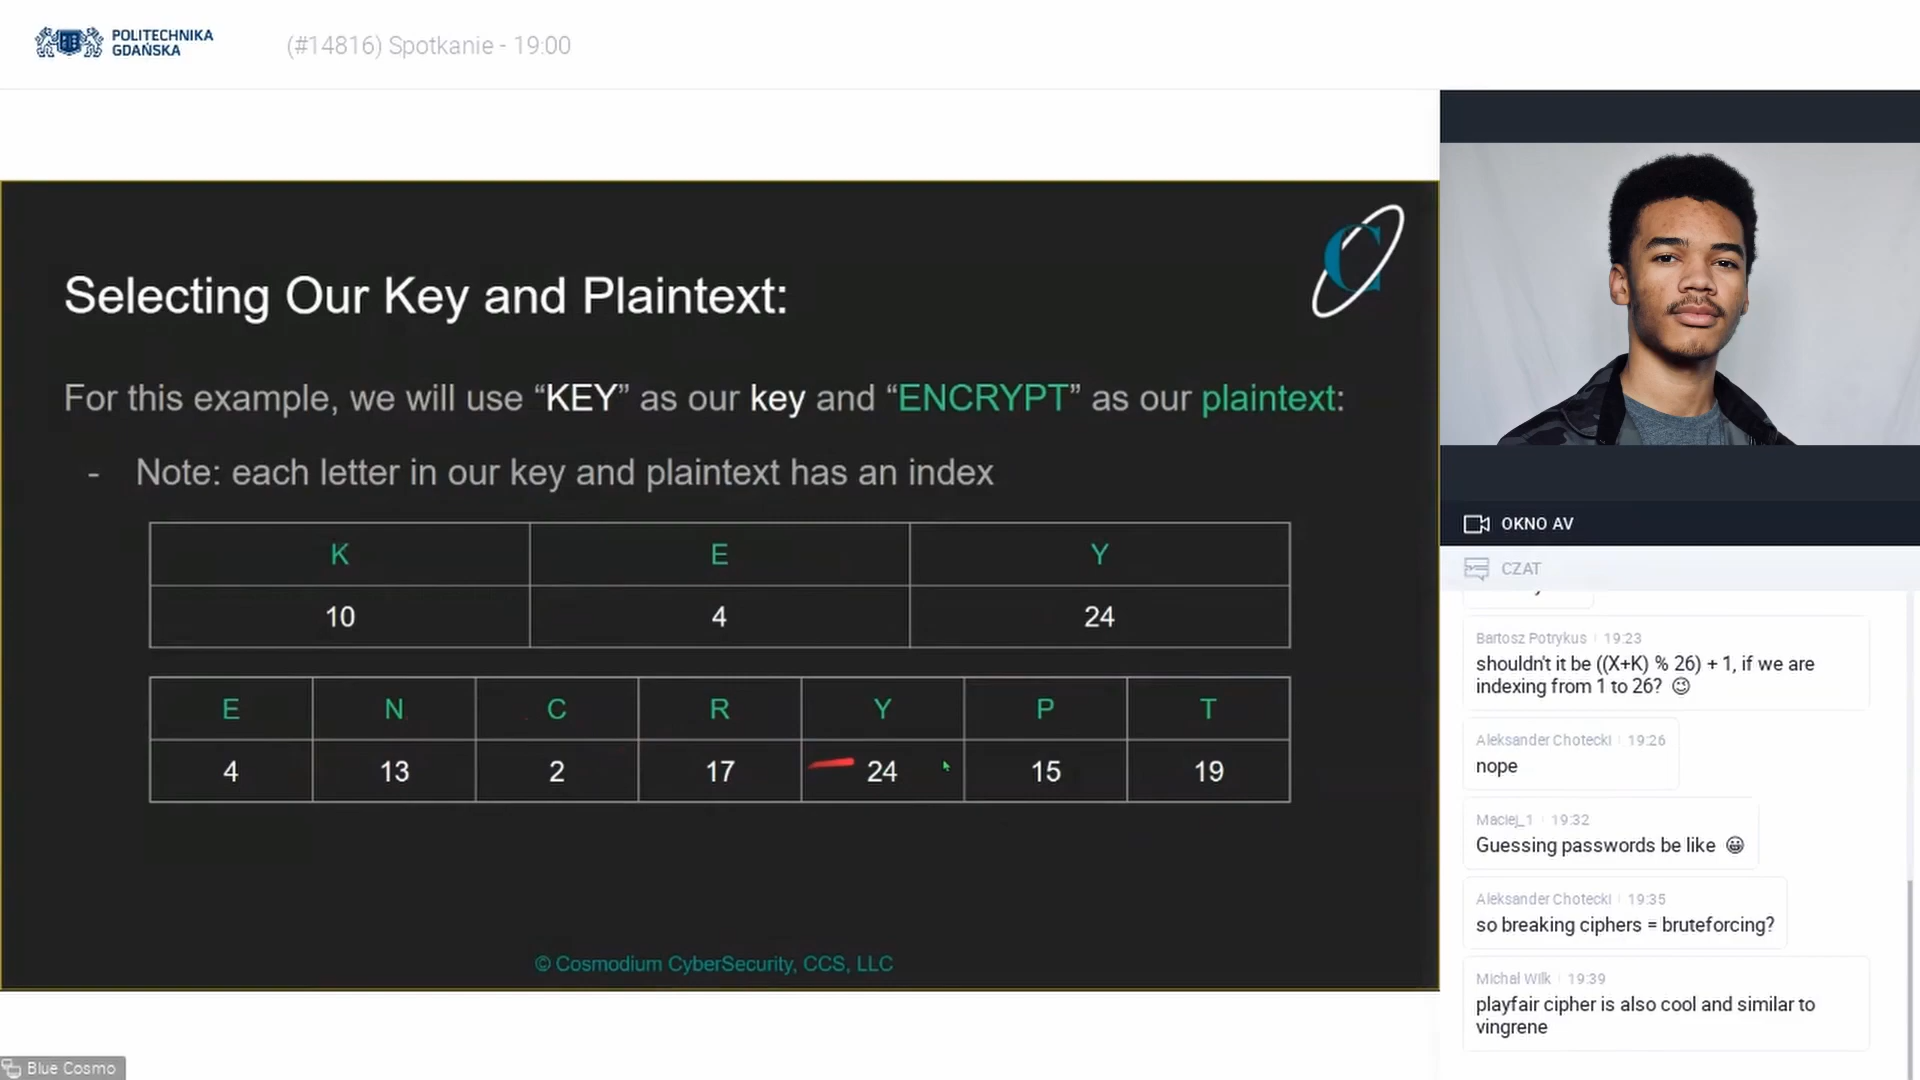 POLITECHNIKA
GDAŃSKA
(#14816) Spotkanie - 19:00
Selecting Our Key and Plaintext:
For this example, we will use “KEY” as our key and “ENCRYPT” as our plaintext:
- Note: each letter in our key and plaintext has an index
K E Y
10 4 24
E N C R Y P T
4 13 2 17 24 15 19
© Cosmodium CyberSecurity, CCS, LLC
Blue Cosmo
OKNO AV
CZAT
Bartosz Potrykus 19:23
shouldn't it be ((X+K) % 26) + 1, if we are
indexing from 1 to 26? 😉
Aleksander Chotecki 19:26
nope
Maciej_1 19:32
Guessing passwords be like 😀
Aleksander Chotecki 19:35
so breaking ciphers = bruteforcing?
Michal Wilk 19:39
playfair cipher is also cool and similar to
vingrene